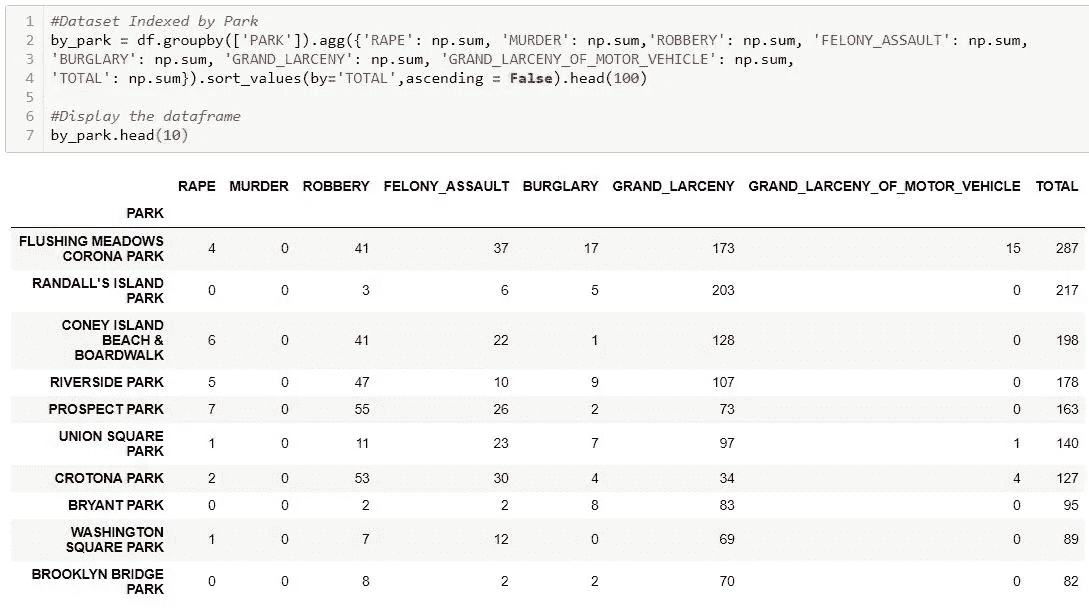 1 #Dataset Indexed by Park
2 by_park = df.groupby(['PARK']).agg({'RAPE': np.sum, 'MURDER': np.sum,'ROBBERY': np.sum, 'FELONY_ASSAULT': np.sum,
3 'BURGLARY': np.sum, 'GRAND_LARCENY': np.sum, 'GRAND_LARCENY_OF_MOTOR_VEHICLE': np.sum,
4 'TOTAL': np.sum}).sort_values(by='TOTAL',ascending = False).head(100)
5
6 #Display the dataframe
7 by_park.head(10)
RAPE MURDER ROBBERY FELONY_ASSAULT BURGLARY GRAND_LARCENY GRAND_LARCENY_OF_MOTOR_VEHICLE TOTAL
PARK
FLUSHING MEADOWS
CORONA PARK 4 0 41 37 17 173 15 287
RANDALL'S ISLAND
PARK 0 0 3 6 5 203 0 217
CONEY ISLAND
BEACH & 6 0 41 22 1 128 0 198
BOARDWALK
RIVERSIDE PARK 5 0 47 10 9 107 0 178
PROSPECT PARK 7 0 55 26 2 73 0 163
UNION SQUARE
PARK 1 0 11 23 7 97 1 140
CROTONA PARK 2 0 53 30 4 34 4 127
BRYANT PARK 0 0 2 2 8 83 0 95
WASHINGTON
SQUARE PARK 1 0 7 12 0 69 0 89
BROOKLYN BRIDGE
PARK 0 0 8 2 2 70 0 82